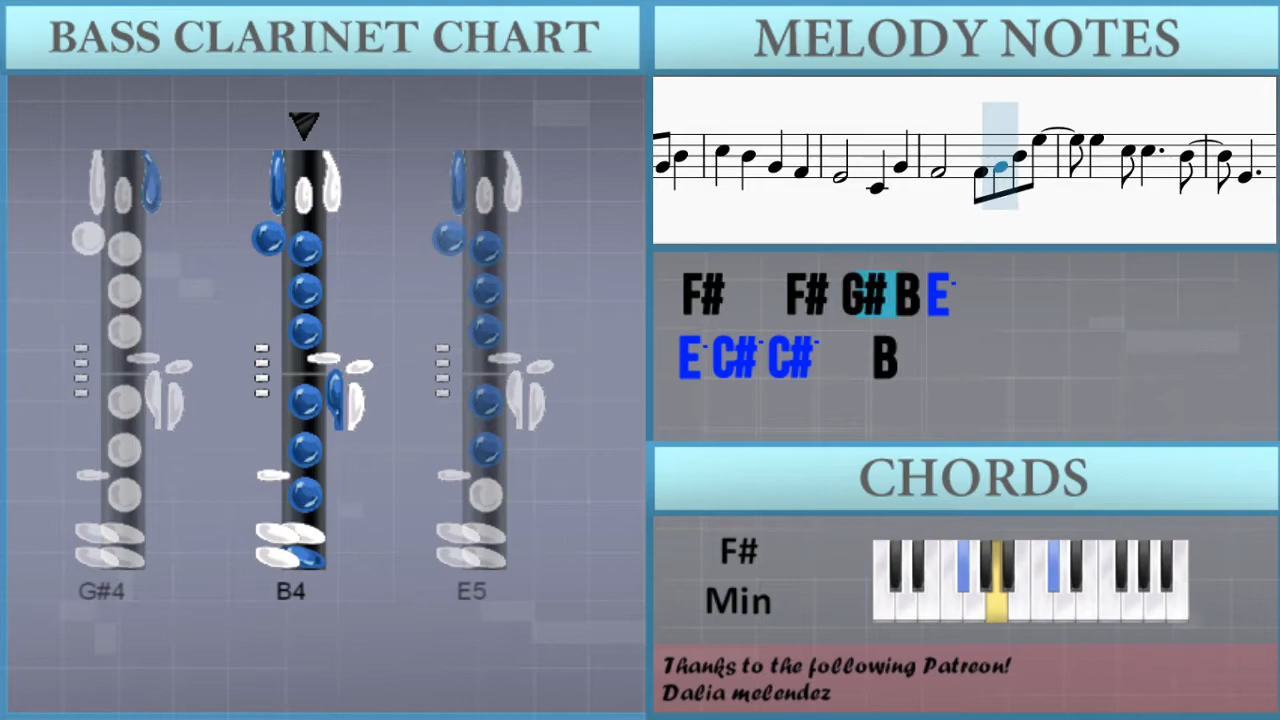 BASS CLARINET CHART
G#4 B4 E5
MELODY NOTES
F# F# G# B E
E C# C# B
CHORDS
F#
Min
Thanks to the following Patreon!
Dalia melendez